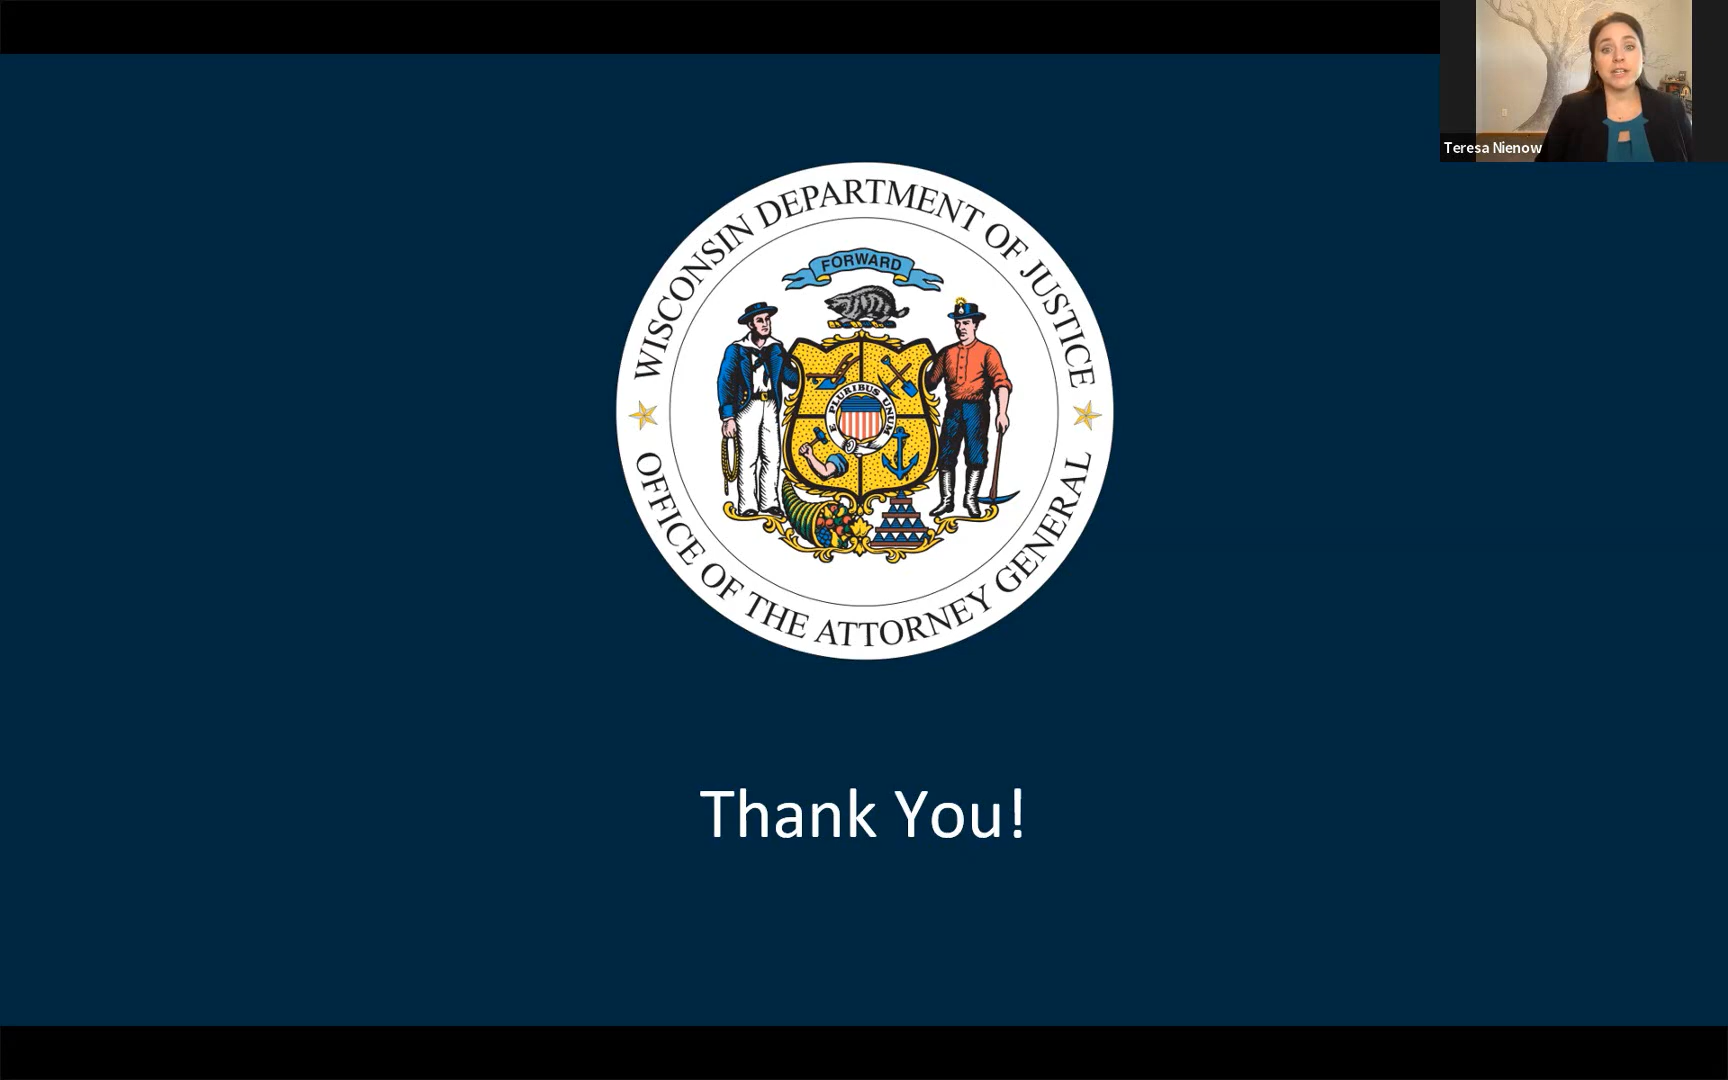 Teresa Nienow
WISCONSIN DEPARTMENT OF JUSTICE
FORWARD
E PLURIBUS UNUM
OFFICE OF THE ATTORNEY GENERAL
Thank You!